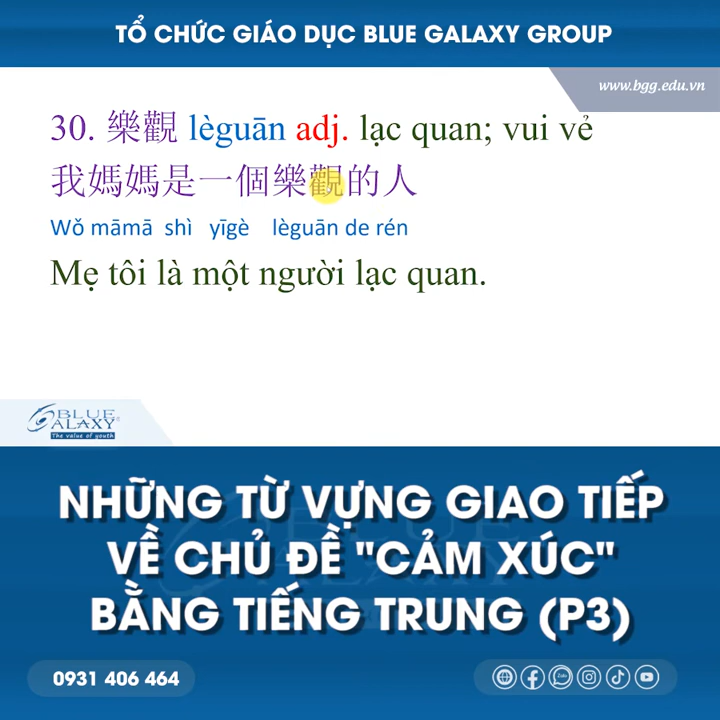 TỔ CHỨC GIÁO DỤC BLUE GALAXY GROUP
www.bgg.edu.vn
30. 樂觀 lèguān adj. lạc quan; vui vẻ
我媽媽是一個樂觀的人
Wǒ māmā shì yīgè lèguān de rén
Mẹ tôi là một người lạc quan.
BLUE
GALAXY
The value of youth
NHỮNG TỪ VỰNG GIAO TIẾP
VỀ CHỦ ĐỀ "CẢM XÚC"
BẰNG TIẾNG TRUNG (P3)
0931 406 464